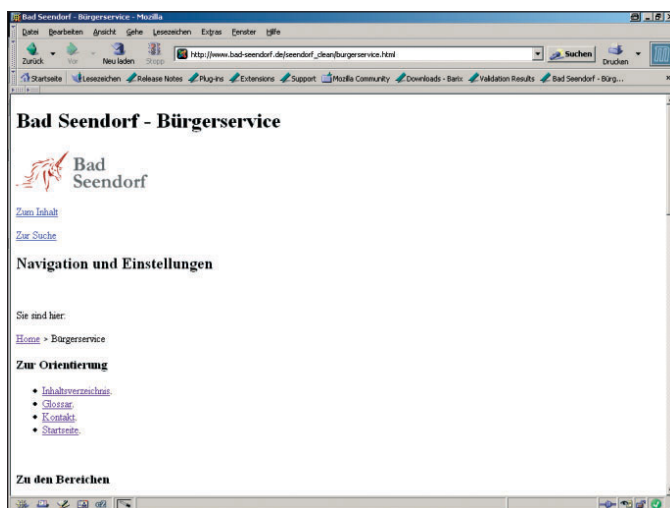 Bad Seendorf - Bürgerservice - Mozilla
Datei Bearbeiten Ansicht Gehe Lesezeichen Extras Fenster Hilfe
Zurück Vor Neu laden Stopp http://www.bad-seendorf.de/seendorf_clean/burgerservice.html Suchen Drucken
Startseite Lesezeichen Release Notes Plug-ins Extensions Support Mozilla Community Downloads - Bartx Validation Results Bad Seendorf - Bürg...
Bad Seendorf - Bürgerservice
Bad
Seendorf
Zum Inhalt
Zur Suche
Navigation und Einstellungen
Sie sind hier:
Home > Bürgerservice
Zur Orientierung
Inhaltsverzeichnis.
Glossar.
Kontakt.
Startseite.
Zu den Bereichen